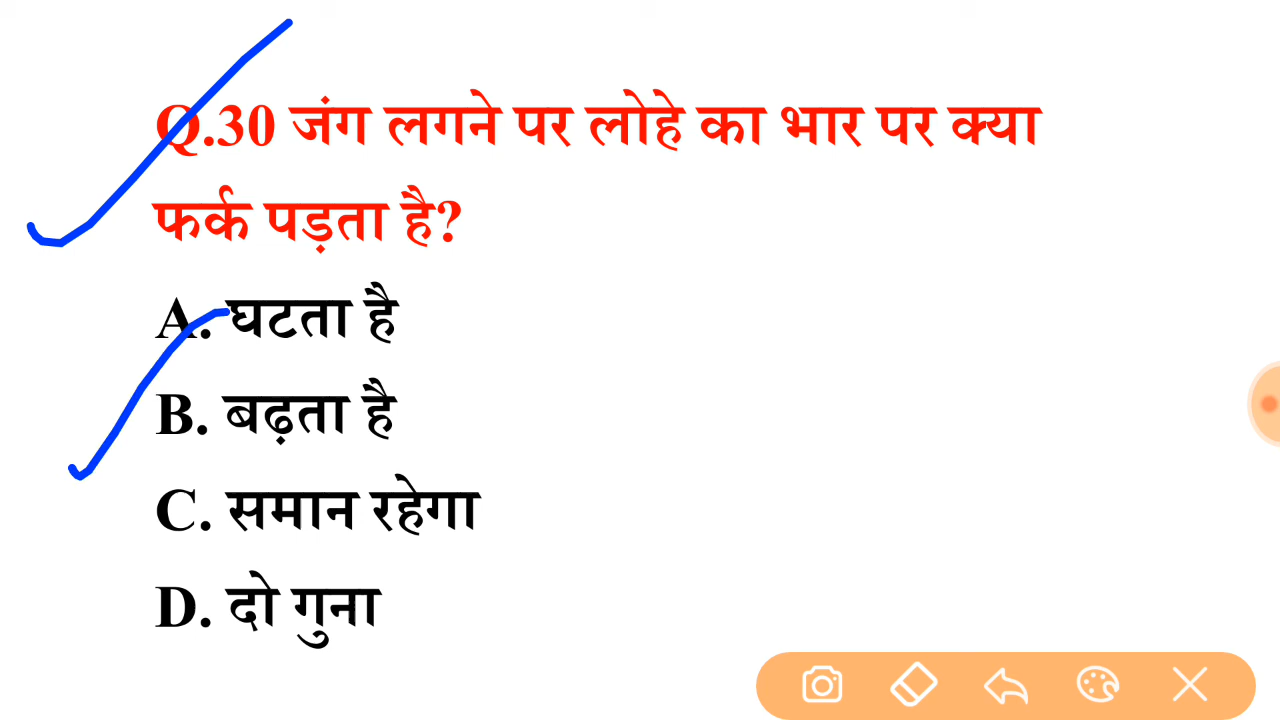 Q.30 जंग लगने पर लोहे का भार पर क्या
फर्क पड़ता है?
A. घटता है
B. बढ़ता है
C. समान रहेगा
D. दो गुना